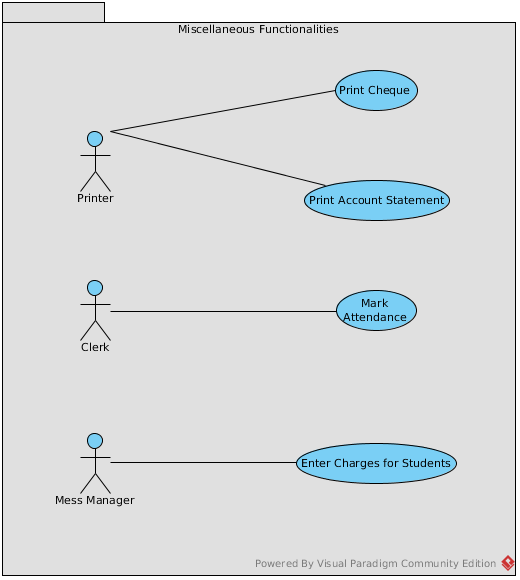 Miscellaneous Functionalities
Print Cheque
Printer
Print Account Statement
Mark
Attendance
Clerk
Enter Charges for Students
Mess Manager
Powered By Visual Paradigm Community Edition